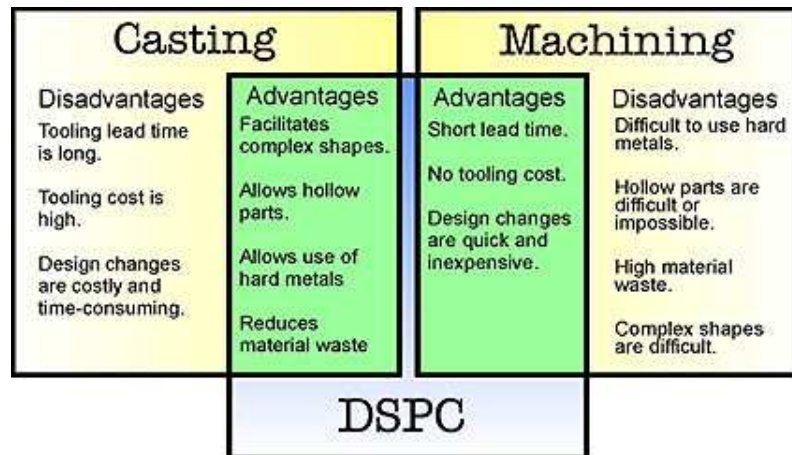 Casting
Disadvantages
Tooling lead time
is long.
Tooling cost is
high.
Design changes
are costly and
time-consuming.
Advantages
Facilitates
complex shapes.
Allows hollow
parts.
Allows use of
hard metals
Reduces
material waste
Machining
Advantages
Short lead time.
No tooling cost.
Design changes
are quick and
inexpensive.
Disadvantages
Difficult to use hard
metals.
Hollow parts are
difficult or
impossible.
High material
waste.
Complex shapes
are difficult.
DSPC